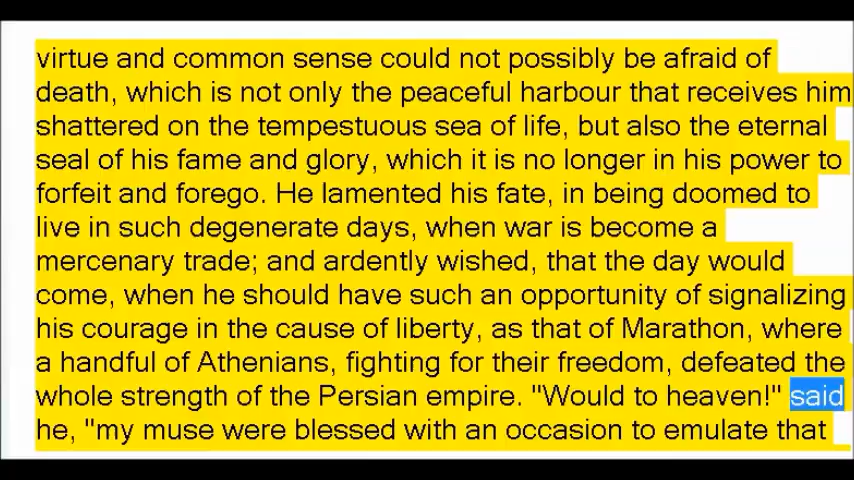 virtue and common sense could not possibly be afraid of
death, which is not only the peaceful harbour that receives him
shattered on the tempestuous sea of life, but also the eternal
seal of his fame and glory, which it is no longer in his power to
forfeit and forego. He lamented his fate, in being doomed to
live in such degenerate days, when war is become a
mercenary trade; and ardently wished, that the day would
come, when he should have such an opportunity of signalizing
his courage in the cause of liberty, as that of Marathon, where
a handful of Athenians, fighting for their freedom, defeated the
whole strength of the Persian empire. "Would to heaven!" said
he, "my muse were blessed with an occasion to emulate that